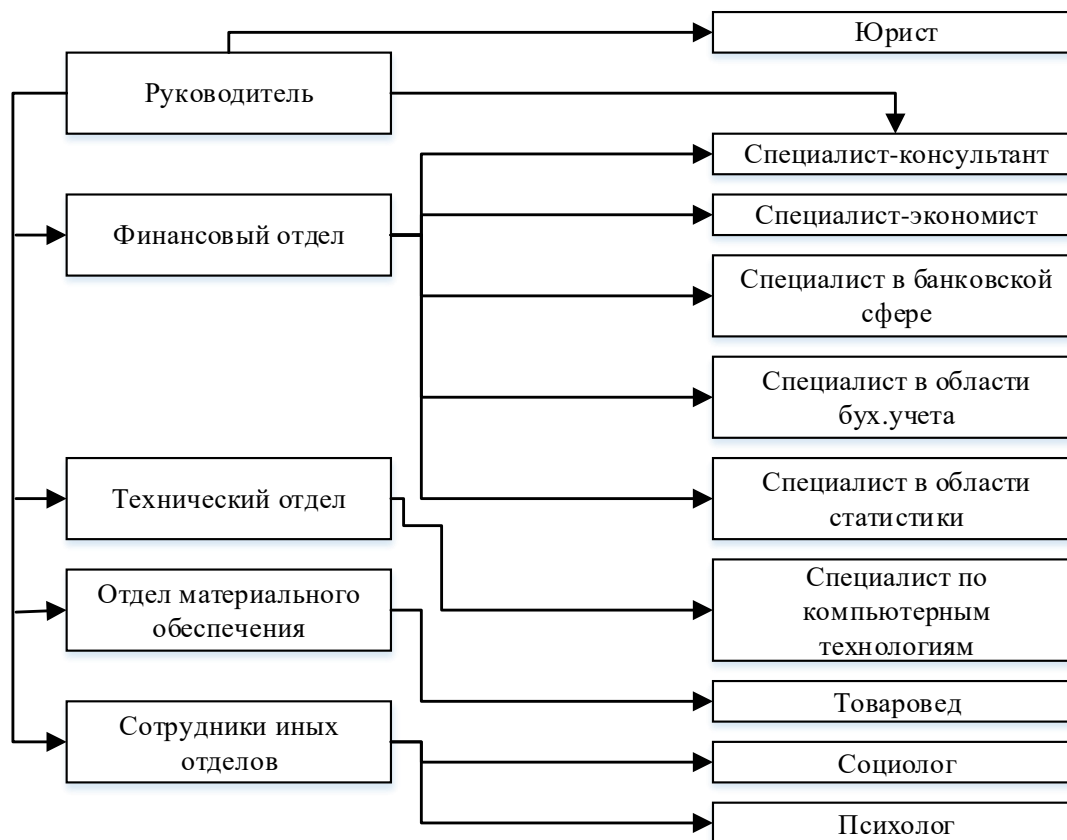 Юрист
Руководитель
Специалист-консультант
Финансовый отдел
Специалист-экономист
Специалист в банковской
сфере
Специалист в области
бух.учета
Технический отдел
Специалист в области
статистики
Отдел материального
обеспечения
Специалист по
компьютерным
технологиям
Сотрудники иных
отделов
Товаровед
Социолог
Психолог